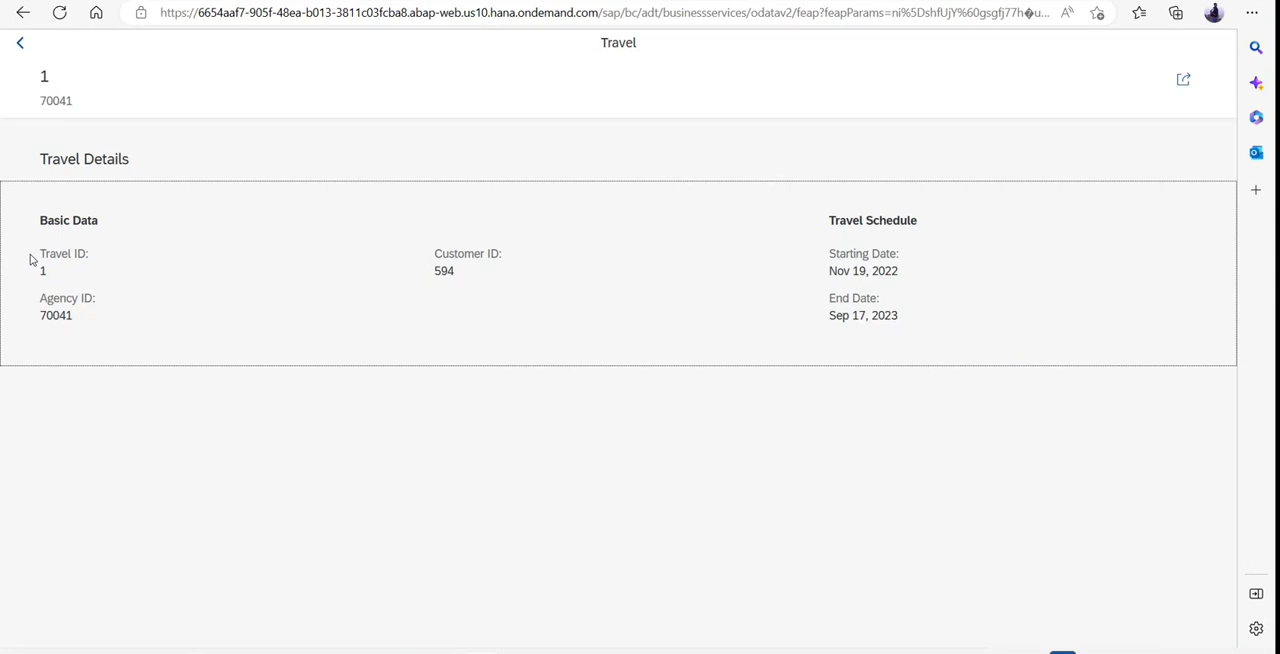 https://6654aaf7-905f-48ea-b013-3811c03fcba8.abap-web.us10.hana.ondemand.com/sap/bc/adt/businessservices/odatav2/feap?feapParams=ni%5DshfUjY%60gsgfj77h�u...
Travel
1
70041
Travel Details
Basic Data
Travel Schedule
Travel ID:
Customer ID:
Starting Date:
1
594
Nov 19, 2022
Agency ID:
End Date:
70041
Sep 17, 2023